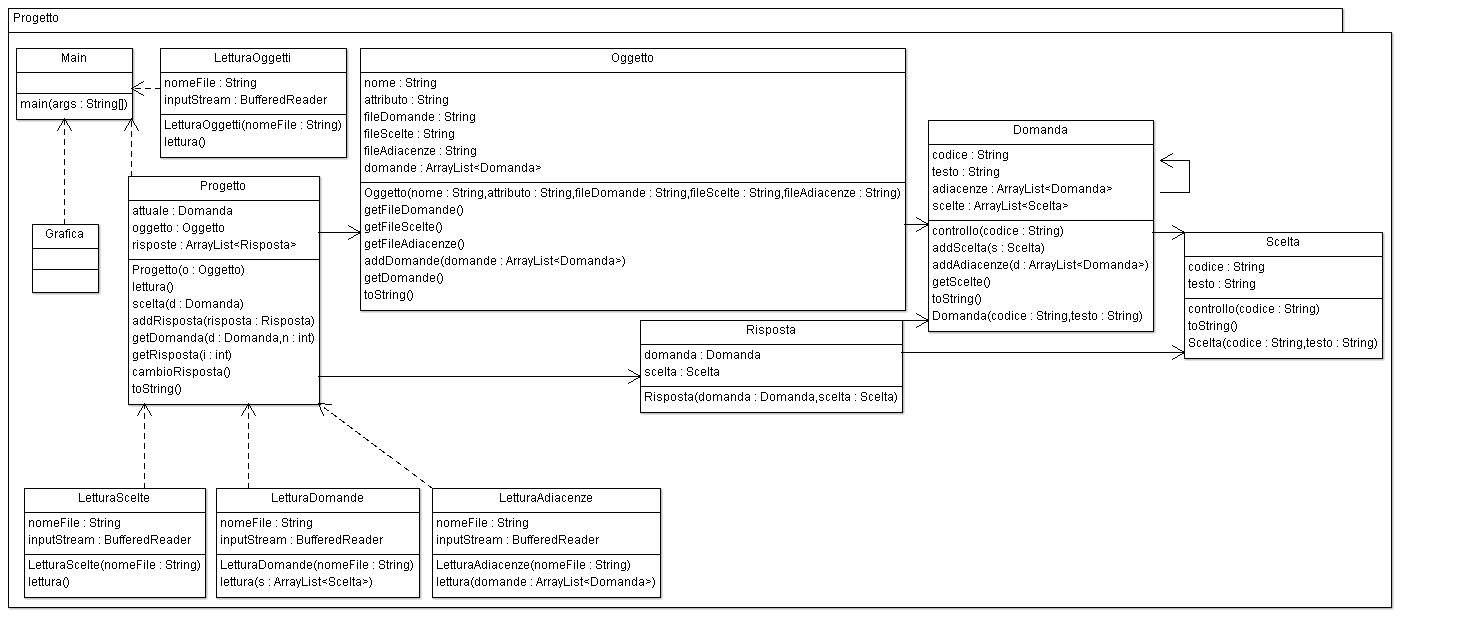 Progetto
Main
main(args : String[])
LetturaOggetti
nomeFile : String
inputStream : BufferedReader
LetturaOggetti(nomeFile : String)
lettura()
Oggetto
nome : String
attributo : String
fileDomande : String
fileScelte : String
fileAdiacenze : String
domande : ArrayList<Domanda>
Oggetto(nome : String,attributo : String,fileDomande : String,fileScelte : String,fileAdiacenze : String)
getFileDomande()
getFileScelte()
getFileAdiacenze()
addDomande(domande : ArrayList<Domanda>)
getDomande()
toString()
Domanda
codice : String
testo : String
adiacenze : ArrayList<Domanda>
scelte : ArrayList<Scelta>
controllo(codice : String)
addScelta(s : Scelta)
addAdiacenze(d : ArrayList<Domanda>)
getScelte()
toString()
Domanda(codice : String,testo : String)
Scelta
codice : String
testo : String
controllo(codice : String)
toString()
Scelta(codice : String,testo : String)
Grafica
Progetto
attuale : Domanda
oggetto : Oggetto
risposte : ArrayList<Risposta>
Progetto(o : Oggetto)
lettura()
scelta(d : Domanda)
addRisposta(risposta : Risposta)
getDomanda(d : Domanda,n : int)
getRisposta(i : int)
cambioRisposta()
toString()
Risposta
domanda : Domanda
scelta : Scelta
Risposta(domanda : Domanda,scelta : Scelta)
LetturaScelte
nomeFile : String
inputStream : BufferedReader
LetturaScelte(nomeFile : String)
lettura()
LetturaDomande
nomeFile : String
inputStream : BufferedReader
LetturaDomande(nomeFile : String)
lettura(s : ArrayList<Scelta>)
LetturaAdiacenze
nomeFile : String
inputStream : BufferedReader
LetturaAdiacenze(nomeFile : String)
lettura(domande : ArrayList<Domanda>)